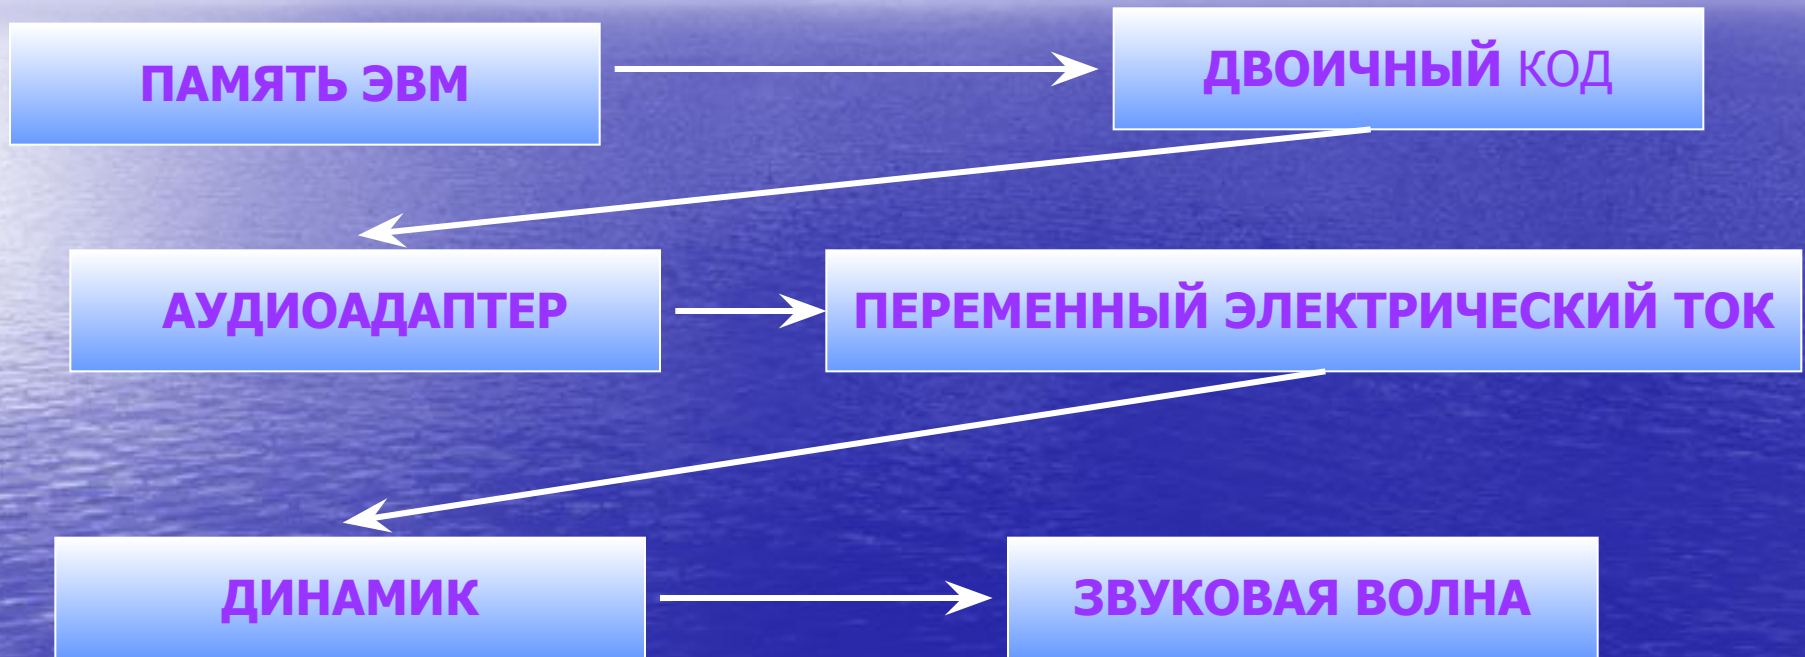 ПАМЯТЬ ЭВМ
ДВОИЧНЫЙ КОД
АУДИОАДАПТЕР
ПЕРЕМЕННЫЙ ЭЛЕКТРИЧЕСКИЙ ТОК
ДИНАМИК
ЗВУКОВАЯ ВОЛНА